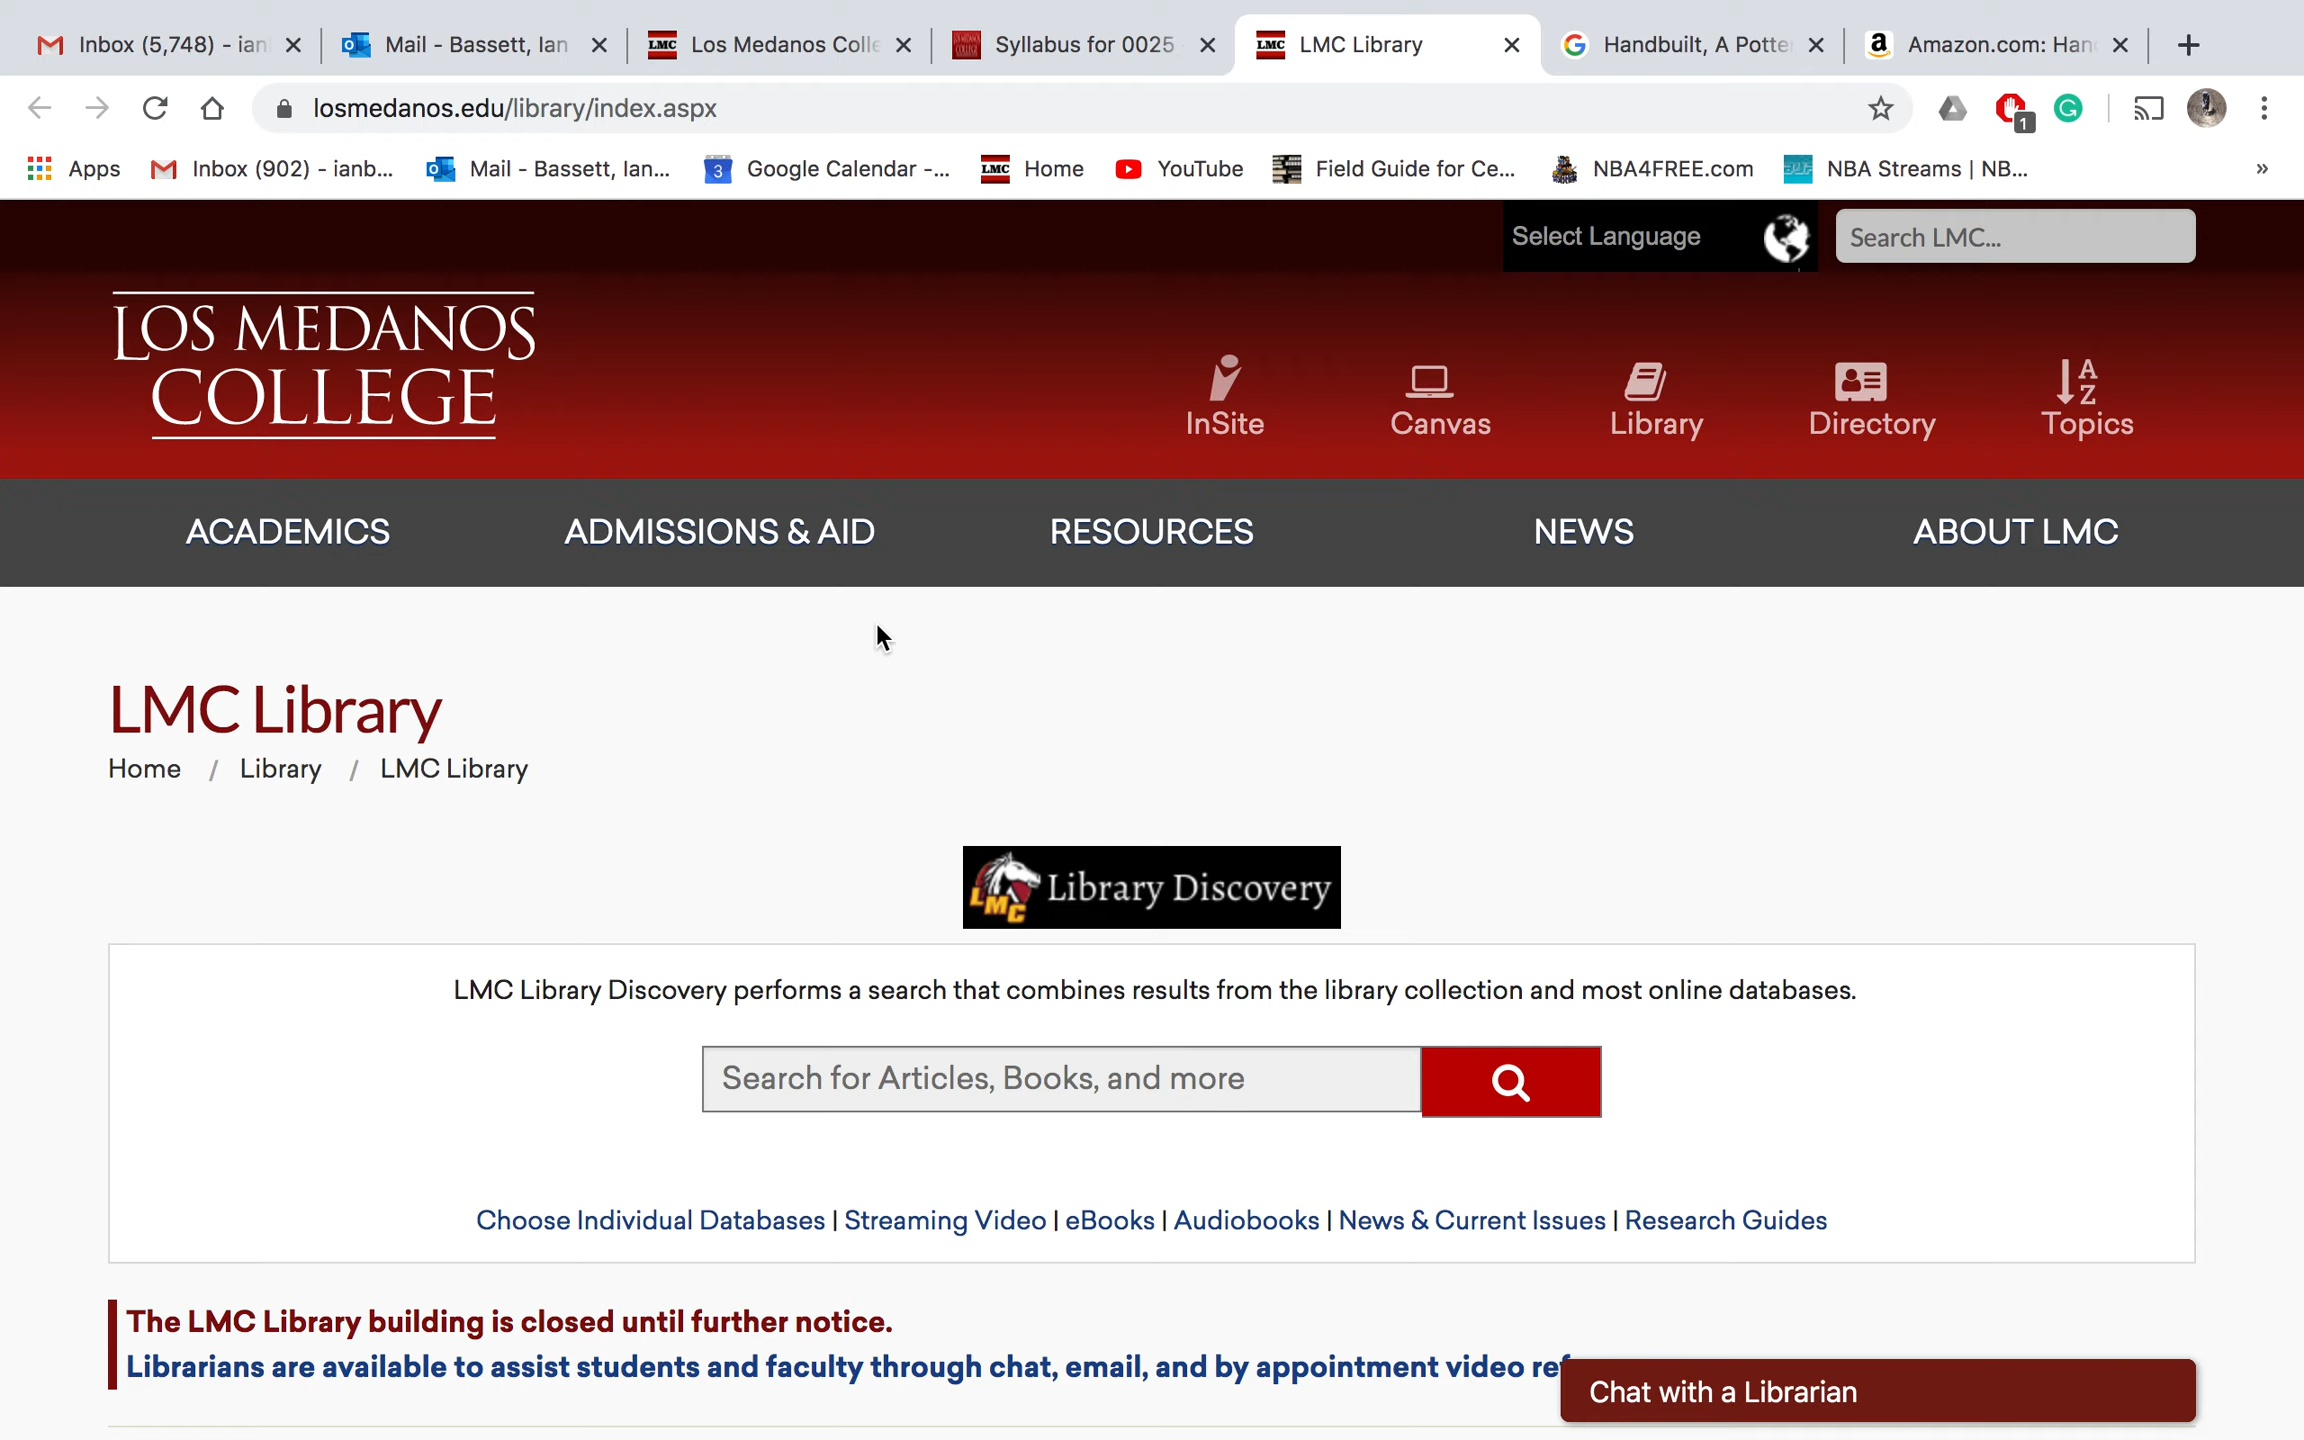 Inbox (5,748) - ian
Mail - Bassett, Ian
LMC Los Medanos Colle
Syllabus for 0025
LMC LMC Library
Handbuilt, A Potte
Amazon.com: Han
losmedanos.edu/library/index.aspx
1
Apps
Inbox (902) - ianb...
Mail - Bassett, Ian...
3 Google Calendar -...
LMC Home
YouTube
Field Guide for Ce...
NBA4FREE.com
NBA Streams | NB...
»
Select Language
Search LMC...
LOS MEDANOS
COLLEGE
InSite
Canvas
Library
Directory
A Z Topics
ACADEMICS
ADMISSIONS & AID
RESOURCES
NEWS
ABOUT LMC
LMC Library
Home / Library / LMC Library
LMC Library Discovery
LMC Library Discovery performs a search that combines results from the library collection and most online databases.
Search for Articles, Books, and more
Choose Individual Databases | Streaming Video | eBooks | Audiobooks | News & Current Issues | Research Guides
The LMC Library building is closed until further notice.
Librarians are available to assist students and faculty through chat, email, and by appointment video ref
Chat with a Librarian